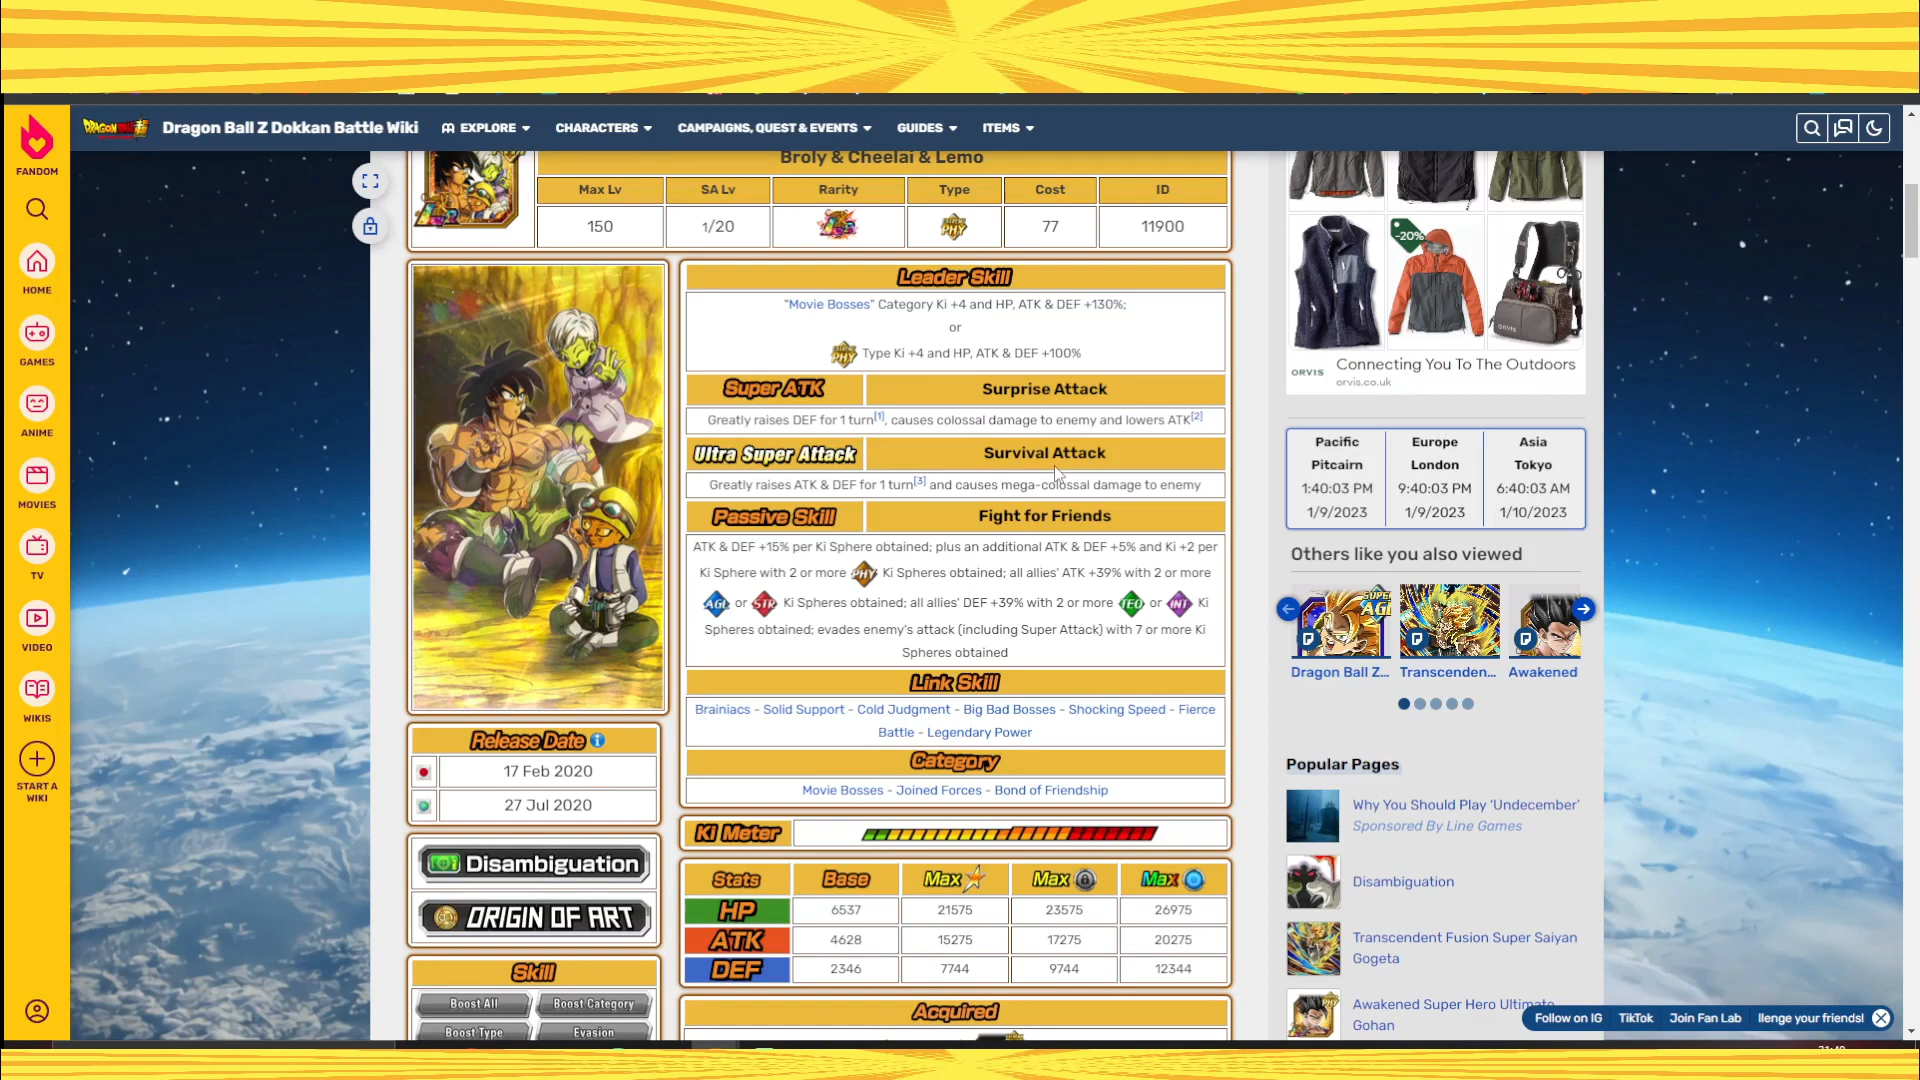 Dragon Ball Z Dokkan Battle Wiki
EXPLORE
CHARACTERS
CAMPAIGNS, QUEST & EVENTS
GUIDES
ITEMS
FANDOM
HOME
GAMES
ANIME
MOVIES
TV
VIDEO
WIKIS
START A
WIKI
Broly & Cheelai & Lemo
Max Lv
SA Lv
Rarity
Type
Cost
ID
150
1/20
LR
PHY
77
11900
Leader Skill
"Movie Bosses" Category Ki +4 and HP, ATK & DEF +130%;
or
PHY Type Ki +4 and HP, ATK & DEF +100%
Super ATK
Surprise Attack
Greatly raises DEF for 1 turn[1], causes colossal damage to enemy and lowers ATK[2]
Ultra Super Attack
Survival Attack
Greatly raises ATK & DEF for 1 turn[3] and causes mega-colossal damage to enemy
Passive Skill
Fight for Friends
ATK & DEF +15% per Ki Sphere obtained; plus an additional ATK & DEF +5% and Ki +2 per
Ki Sphere with 2 or more PHY Ki Spheres obtained; all allies' ATK +39% with 2 or more
AGL or STR Ki Spheres obtained; all allies' DEF +39% with 2 or more TEQ or INT Ki
Spheres obtained; evades enemy's attack (including Super Attack) with 7 or more Ki
Spheres obtained
Link Skill
Brainiacs - Solid Support - Cold Judgment - Big Bad Bosses - Shocking Speed - Fierce
Battle - Legendary Power
Category
Movie Bosses - Joined Forces - Bond of Friendship
Ki Meter
Stats
Base
Max
Max
Max
HP
6537
21575
23575
26975
ATK
4628
15275
17275
20275
DEF
2346
7744
9744
12344
Acquired
Release Date
17 Feb 2020
27 Jul 2020
Disambiguation
ORIGIN OF ART
Skill
Boost All
Boost Category
Boost Type
Evasion
-20%
ORVIS
Connecting You To The Outdoors
orvis.co.uk
Pacific
Pitcairn
1:40:03 PM
1/9/2023
Europe
London
9:40:03 PM
1/9/2023
Asia
Tokyo
6:40:03 AM
1/10/2023
Others like you also viewed
Dragon Ball Z...
Transcenden...
Awakened
Popular Pages
Why You Should Play 'Undecember'
Sponsored By Line Games
Disambiguation
Transcendent Fusion Super Saiyan
Gogeta
Awakened Super Hero Ultimate
Gohan
Follow on IG
TikTok
Join Fan Lab
llenge your friends!